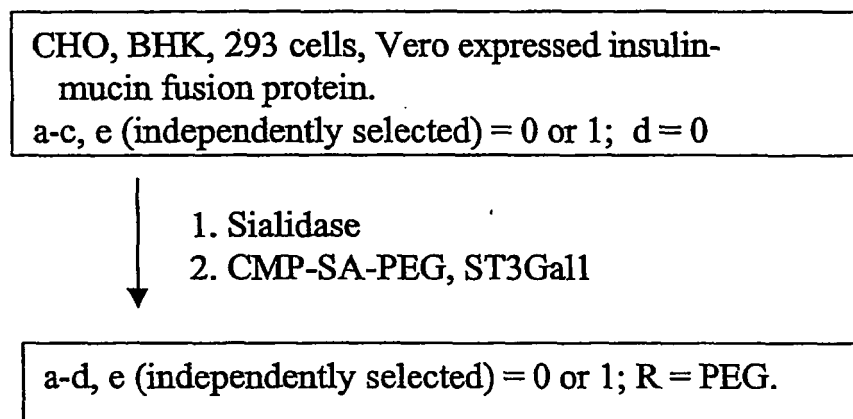 CHO, BHK, 293 cells, Vero expressed insulin-
mucin fusion protein.
a-c, e (independently selected) = 0 or 1; d = 0
1. Sialidase
2. CMP-SA-PEG, ST3Gal1
a-d, e (independently selected) = 0 or 1; R = PEG.